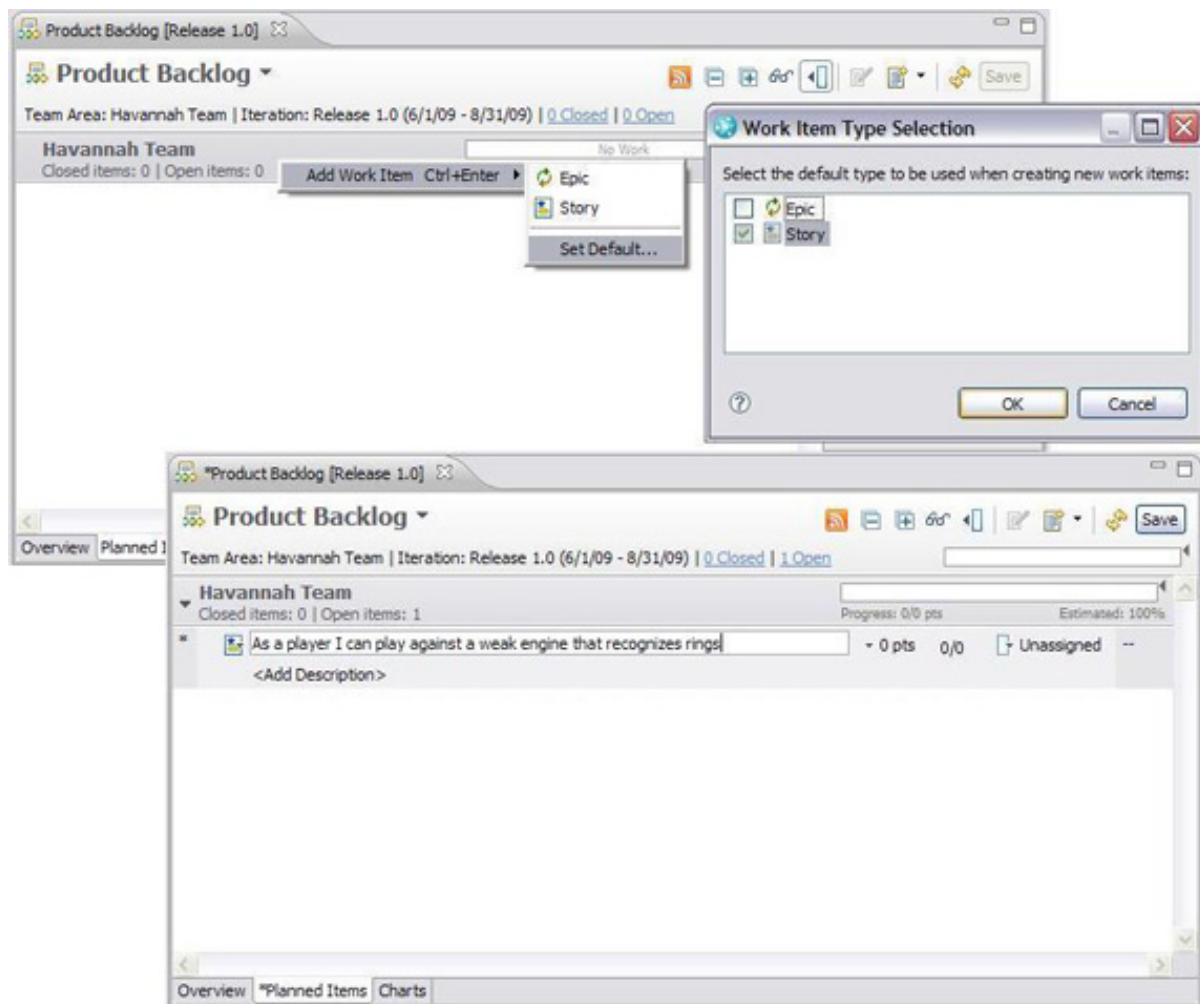 Product Backlog [Release 1.0]
Product Backlog
Save
Team Area: Havannah Team | Iteration: Release 1.0 (6/1/09 - 8/31/09) | 0 Closed | 0 Open
Havannah Team
No Work
Closed items: 0 | Open items: 0
Add Work Item Ctrl+Enter
Epic
Story
Set Default...
Work Item Type Selection
Select the default type to be used when creating new work items:
Epic
Story
OK Cancel
Overview Planned I
*Product Backlog [Release 1.0]
Product Backlog
Save
Team Area: Havannah Team | Iteration: Release 1.0 (6/1/09 - 8/31/09) | 0 Closed | 1 Open
Havannah Team
Closed items: 0 | Open items: 1
Progress: 0/0 pts Estimated: 100%
As a player I can play against a weak engine that recognizes rings
0 pts 0/0 Unassigned --
<Add Description>
Overview *Planned Items Charts